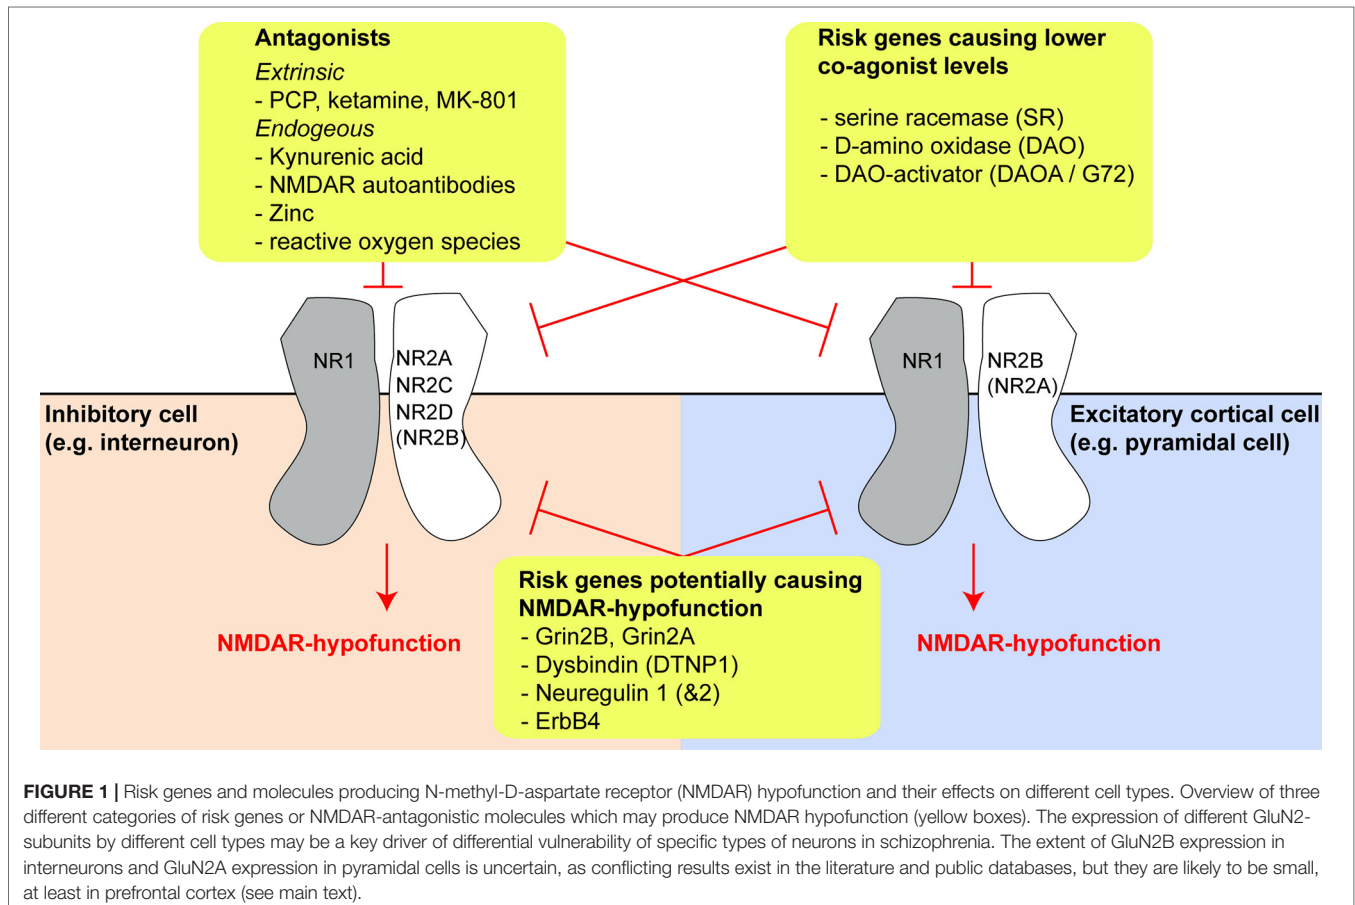 Antagonists
Extrinsic
- PCP, ketamine, MK-801
Endogeous
- Kynurenic acid
- NMDAR autoantibodies
- Zinc
- reactive oxygen species
Risk genes causing lower
co-agonist levels
- serine racemase (SR)
- D-amino oxidase (DAO)
- DAO-activator (DAOA / G72)
NR1
NR2A
NR2C
NR2D
(NR2B)
NR1
NR2B
(NR2A)
Inhibitory cell
(e.g. interneuron)
Excitatory cortical cell
(e.g. pyramidal cell)
NMDAR-hypofunction
Risk genes potentially causing
NMDAR-hypofunction
- Grin2B, Grin2A
- Dysbindin (DTNP1)
- Neuregulin 1 (&2)
- ErbB4
NMDAR-hypofunction
FIGURE 1 | Risk genes and molecules producing N-methyl-D-aspartate receptor (NMDAR) hypofunction and their effects on different cell types. Overview of three
different categories of risk genes or NMDAR-antagonistic molecules which may produce NMDAR hypofunction (yellow boxes). The expression of different GluN2-
subunits by different cell types may be a key driver of differential vulnerability of specific types of neurons in schizophrenia. The extent of GluN2B expression in
interneurons and GluN2A expression in pyramidal cells is uncertain, as conflicting results exist in the literature and public databases, but they are likely to be small,
at least in prefrontal cortex (see main text).